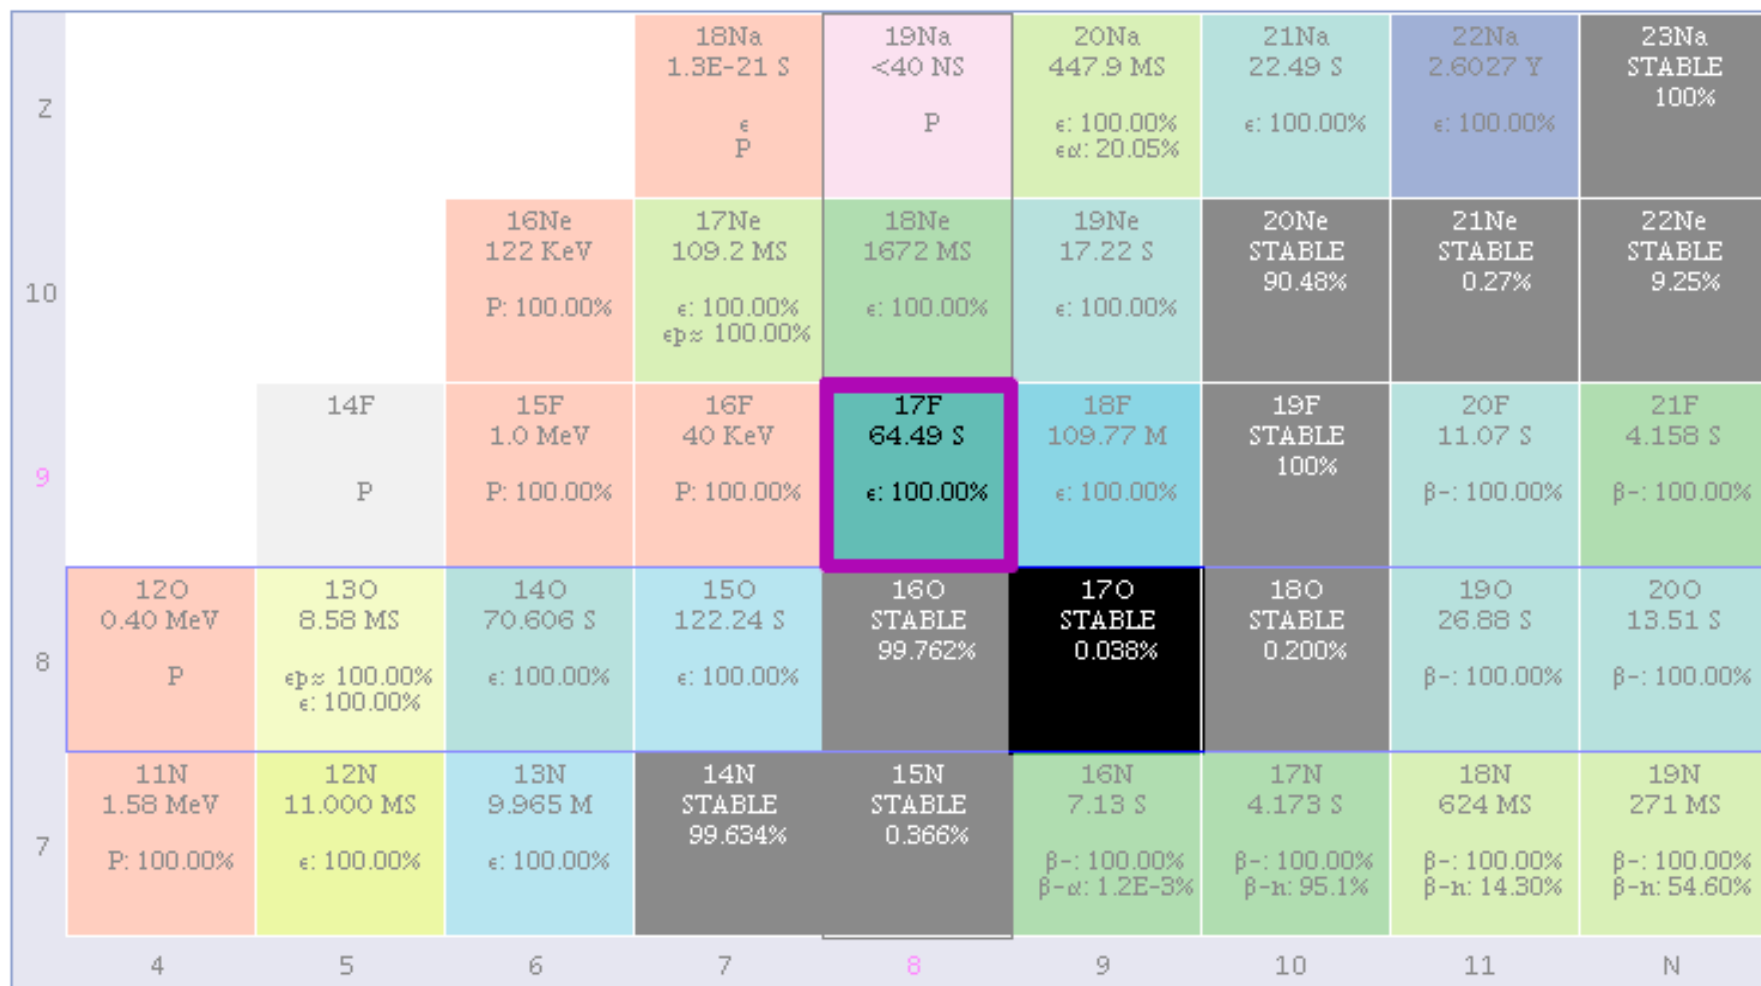 18Na 19Na 20Na 21Na 22Na 23Na
1.3E-21 S <40 NS 447.9 MS 22.49 S 2.6027 Y STABLE
100%
Z
ϵ P ϵ: 100.00% ϵ: 100.00% ϵ: 100.00%
P ϵα: 20.05%
16Ne 17Ne 18Ne 19Ne 20Ne 21Ne 22Ne
122 KeV 109.2 MS 1672 MS 17.22 S STABLE STABLE STABLE
90.48% 0.27% 9.25%
10
P: 100.00% ϵ: 100.00% ϵ: 100.00% ϵ: 100.00%
ϵp≈ 100.00%
14F 15F 16F 17F 18F 19F 20F 21F
1.0 MeV 40 KeV 64.49 S 109.77 M STABLE 11.07 S 4.158 S
100%
9
P P: 100.00% P: 100.00% ϵ: 100.00% ϵ: 100.00% β-: 100.00% β-: 100.00%
12O 13O 14O 15O 16O 17O 18O 19O 20O
0.40 MeV 8.58 MS 70.606 S 122.24 S STABLE STABLE STABLE 26.88 S 13.51 S
99.762% 0.038% 0.200%
8
P ϵp≈ 100.00% ϵ: 100.00% ϵ: 100.00% β-: 100.00% β-: 100.00%
ϵ: 100.00%
11N 12N 13N 14N 15N 16N 17N 18N 19N
1.58 MeV 11.000 MS 9.965 M STABLE STABLE 7.13 S 4.173 S 624 MS 271 MS
99.634% 0.366%
7
P: 100.00% ϵ: 100.00% ϵ: 100.00% β-: 100.00% β-: 100.00% β-: 100.00% β-: 100.00%
β-α: 1.2E-3% β-n: 95.1% β-n: 14.30% β-n: 54.60%
4 5 6 7 8 9 10 11 N